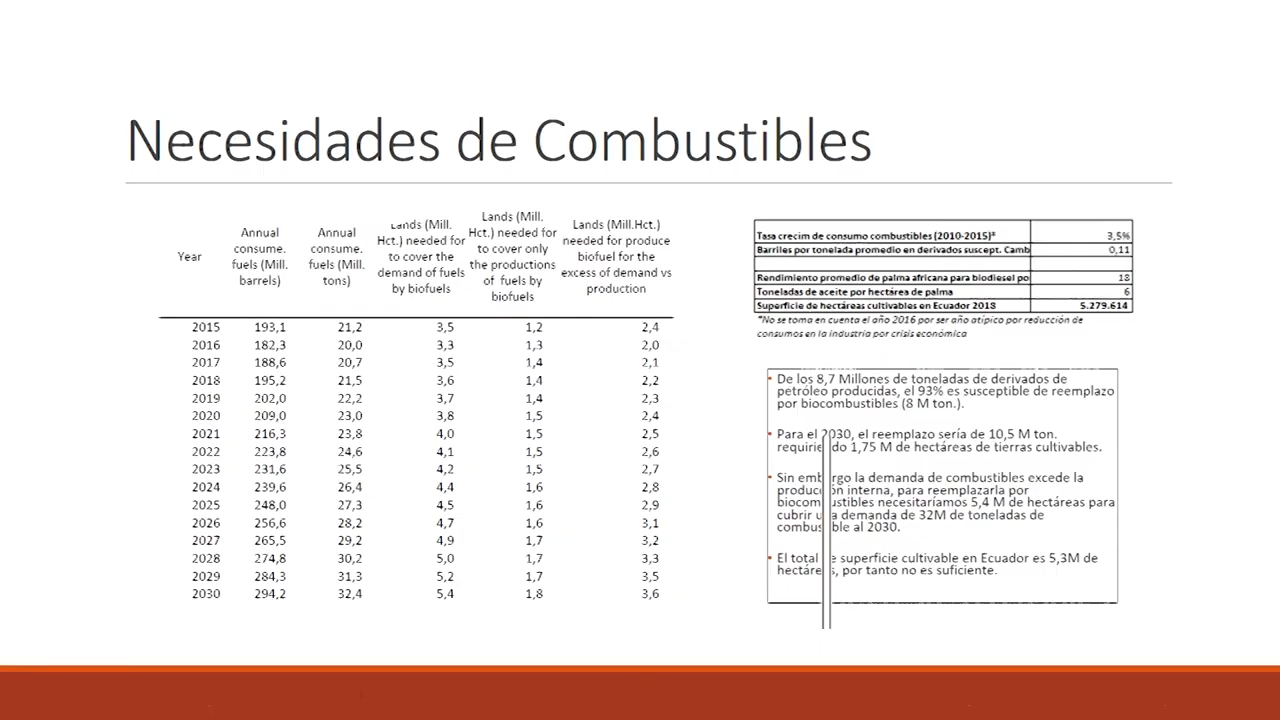 Necesidades de Combustibles
Year
Annual
consume.
fuels (Mill.
barrels)
Annual
consume.
fuels (Mill.
tons)
Lands (Mill.
Hct.) needed for
to cover the
demand of fuels
by biofuels
Lands (Mill.
Hct.) needed for
to cover only
the productions
of fuels by
biofuels
Lands (Mill.Hct.)
needed for produce
biofuel for the
excess of demand vs
production
2015 193,1 21,2 3,5 1,2 2,4
2016 182,3 20,0 3,3 1,3 2,0
2017 188,6 20,7 3,5 1,4 2,1
2018 195,2 21,5 3,6 1,4 2,2
2019 202,0 22,2 3,7 1,4 2,3
2020 209,0 23,0 3,8 1,5 2,4
2021 216,3 23,8 4,0 1,5 2,5
2022 223,8 24,6 4,1 1,5 2,6
2023 231,6 25,5 4,2 1,5 2,7
2024 239,6 26,4 4,4 1,6 2,8
2025 248,0 27,3 4,5 1,6 2,9
2026 256,6 28,2 4,7 1,6 3,1
2027 265,5 29,2 4,9 1,7 3,2
2028 274,8 30,2 5,0 1,7 3,3
2029 284,3 31,3 5,2 1,7 3,5
2030 294,2 32,4 5,4 1,8 3,6
Tasa crecim de consumo combustibles (2010-2015)* 3,5%
Barriles por tonelada promedio en derivados suscept. Camb 0,11
Rendimiento promedio de palma africana para biodiesel po 18
Toneladas de aceite por hectárea de palma 6
Superficie de hectáreas cultivables en Ecuador 2018 5.279.614
*No se toma en cuenta el año 2016 por ser año atípico por reducción de
consumos en la industria por crisis económica
• De los 8,7 Millones de toneladas de derivados de
petróleo producidas, el 93% es susceptible de reemplazo
por biocombustibles (8 M ton.).
• Para el 2030, el reemplazo sería de 10,5 M ton.
requiriendo 1,75 M de hectáreas de tierras cultivables.
• Sin embargo la demanda de combustibles excede la
producción interna, para reemplazarla por
biocombustibles necesitaríamos 5,4 M de hectáreas para
cubrir una demanda de 32M de toneladas de
combustible al 2030.
• El total de superficie cultivable en Ecuador es 5,3M de
hectáreas, por tanto no es suficiente.